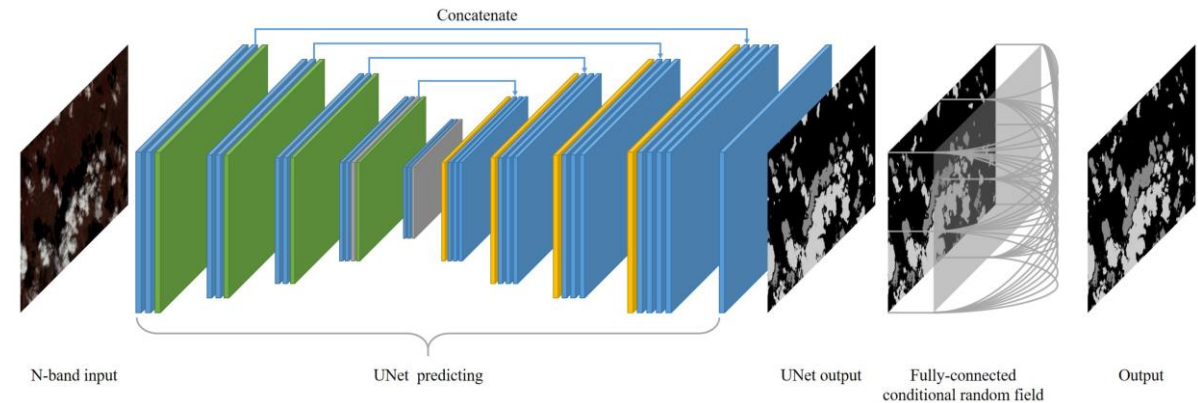 Concatenate
N-band input
UNet predicting
UNet output
Fully-connected
conditional random field
Output